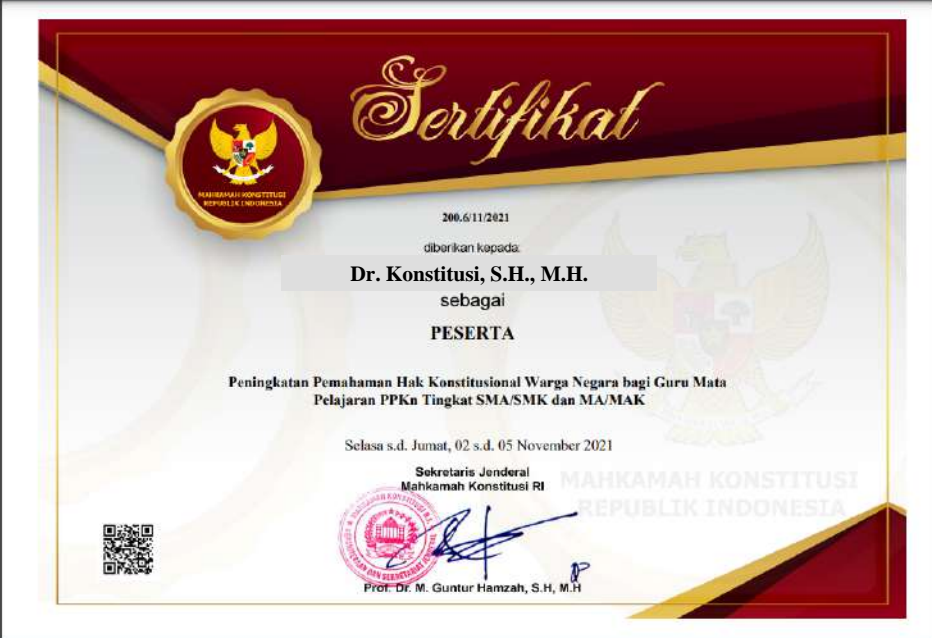 Sertifikat
MAHKAMAH KONSTITUSI
REPUBLIK INDONESIA
200.6/11/2021
diberikan kepada:
Dr. Konstitusi, S.H., M.H.
sebagai
PESERTA
Peningkatan Pemahaman Hak Konstitusional Warga Negara bagi Guru Mata
Pelajaran PPKn Tingkat SMA/SMK dan MA/MAK
Selasa s.d. Jumat, 02 s.d. 05 November 2021
Sekretaris Jenderal
Mahkamah Konstitusi RI
MAHKAMAH KONSTITUSI
REPUBLIK INDONESIA
Prof. Dr. M. Guntur Hamzah, S.H, M.H